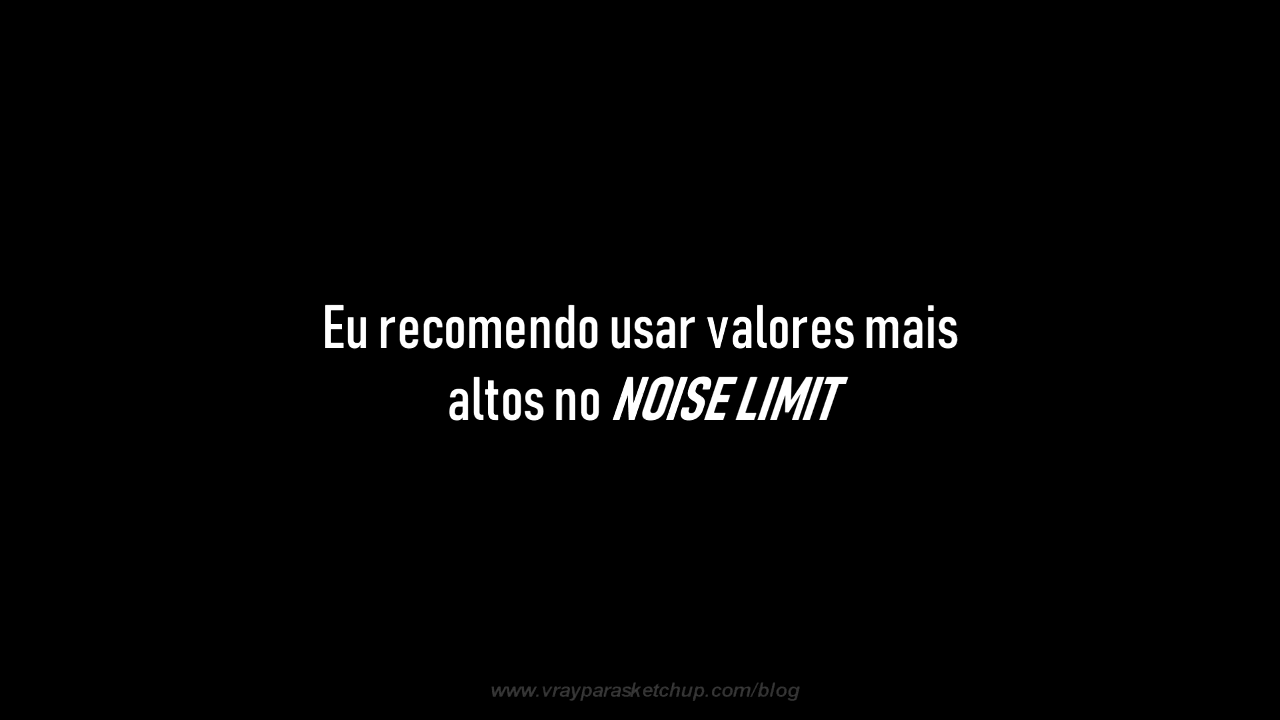 Eu recomendo usar valores mais
altos no NOISE LIMIT
www.vrayparasketchup.com/blog